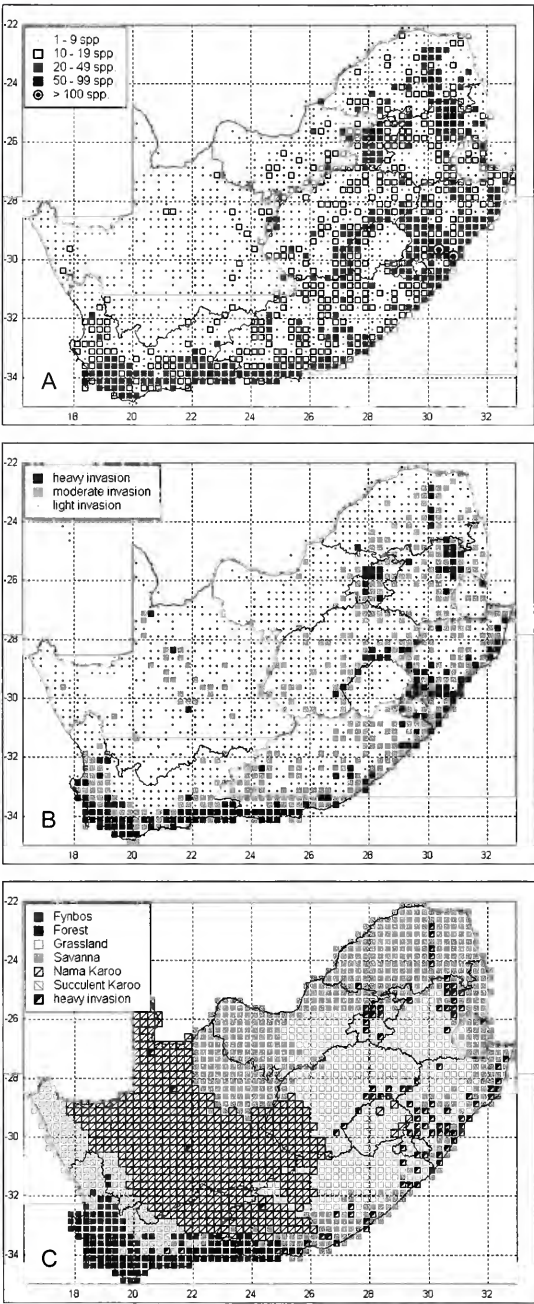 -22
1 - 9 spp.
10 - 19 spp.
20 - 49 spp.
50 - 99 spp.
> 100 spp.
-24
-26
-28
-30
-32
-34
A
18 20 22 24 26 28 30 32
-22
heavy invasion
moderate invasion
light invasion
-24
-26
-28
-30
-32
-34
B
18 20 22 24 26 28 30 32
-22
Fynbos
Forest
Grassland
Savanna
Nama Karoo
Succulent Karoo
heavy invasion
-24
-26
-28
-30
-32
-34
C
18 20 22 24 26 28 30 32